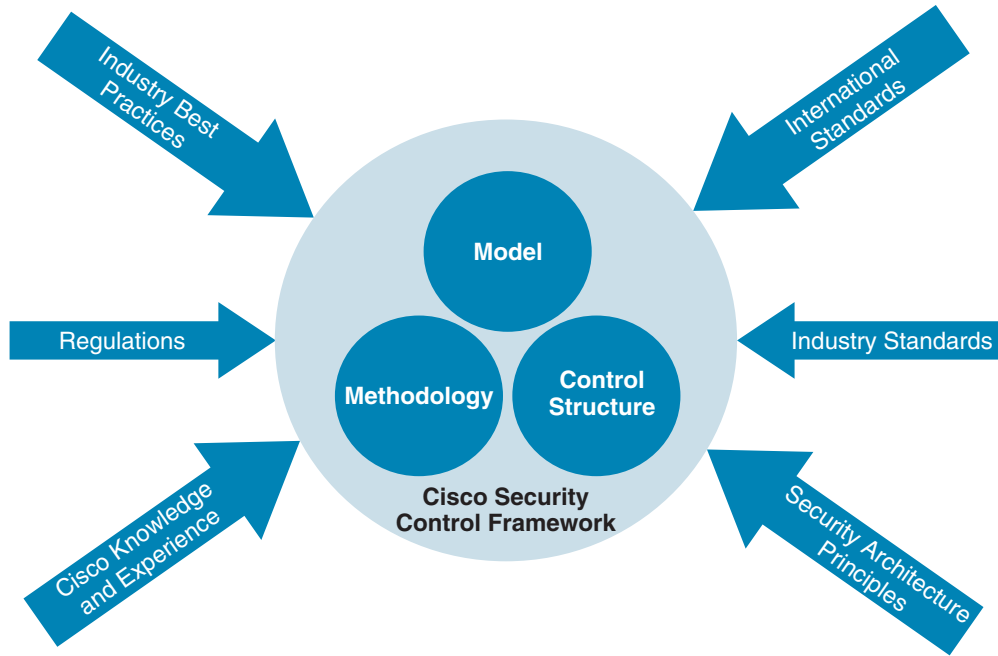 Industry Best
Practices
International
Standards
Model
Regulations
Industry Standards
Methodology
Control
Structure
Cisco Security
Control Framework
Cisco Knowledge
and Experience
Security Architecture
Principles